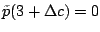 p̃(3 + Δc) = 0